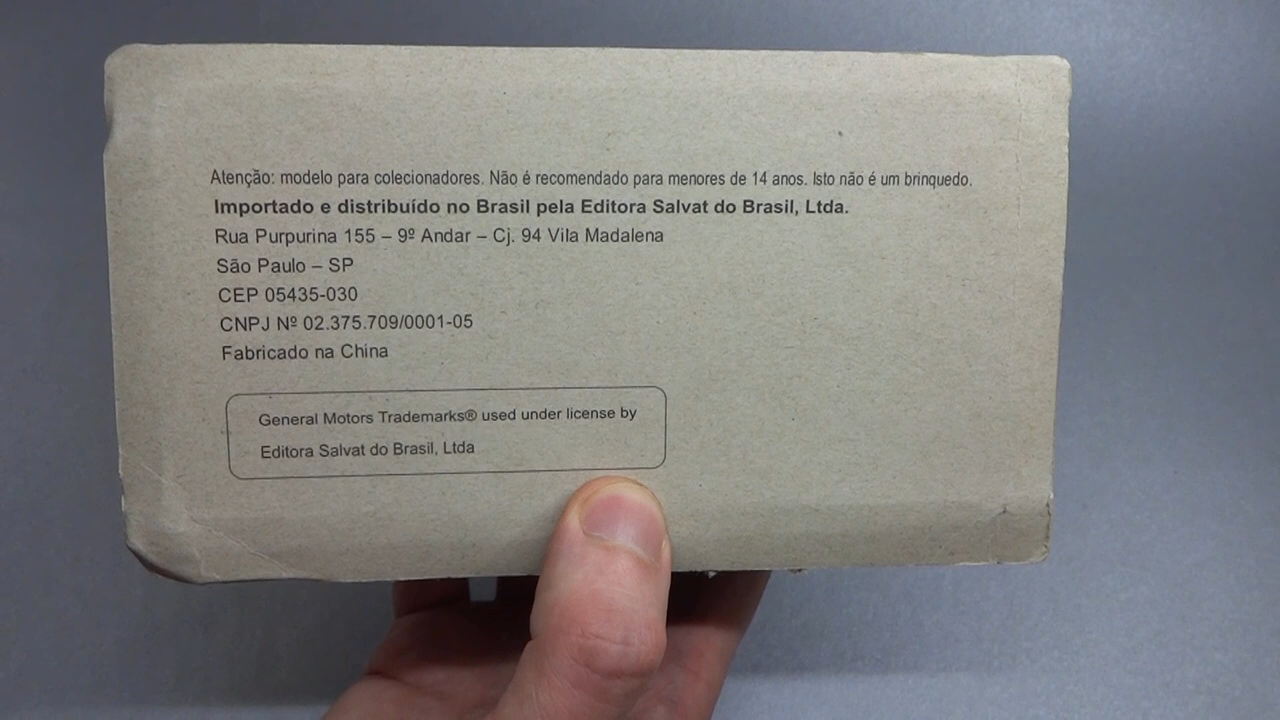 Atenção: modelo para colecionadores. Não é recomendado para menores de 14 anos. Isto não é um brinquedo.
Importado e distribuído no Brasil pela Editora Salvat do Brasil, Ltda.
Rua Purpurina 155 – 9º Andar – Cj. 94 Vila Madalena
São Paulo – SP
CEP 05435-030
CNPJ Nº 02.375.709/0001-05
Fabricado na China
General Motors Trademarks® used under license by
Editora Salvat do Brasil, Ltda